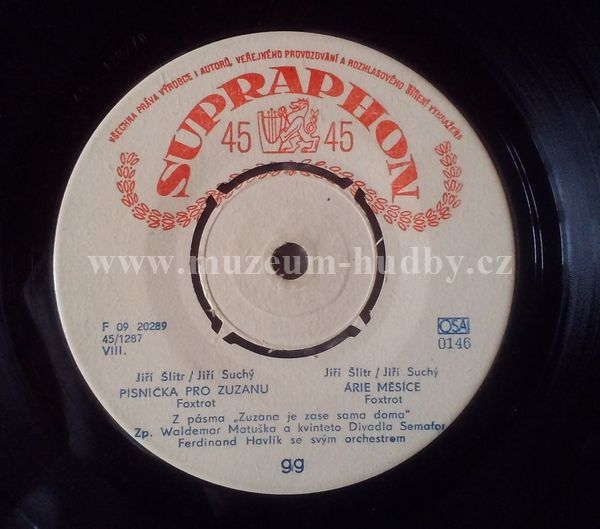 VŠECHNA PRÁVA VÝROBCE I AUTORŮ, VEŘEJNÉHO PROVOZOVÁNÍ A ROZHLASOVÉHO ŠÍŘENÍ VYHRAŽENA
SUPRAPHON
45 45
www.muzeum-hudby.cz
F 09 20289
45/1287
VIII.
OSA
0146
Jiří Šlitr/Jiří Suchý Jiří Šlitr/Jiří Suchý
PÍSNIČKA PRO ZUZANU ÁRIE MĚSÍCE
Foxtrot Foxtrot
Z pásma „Zuzana je zase sama doma"
Zp. Waldemar Matuška a kvinteto Divadla Semafor
Ferdinand Havlík se svým orchestrem
g/g